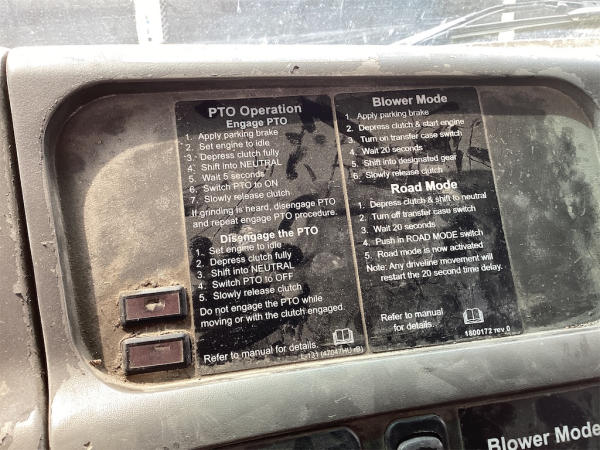 PTO Operation
Engage PTO
1. Apply parking brake
2. Set engine to idle
3. Depress clutch fully
4. Shift into NEUTRAL
5. Wait 5 seconds
6. Switch PTO to ON
7. Slowly release clutch
If grinding is heard, disengage PTO
and repeat engage PTO procedure.
Disengage the PTO
1. Set engine to idle
2. Depress clutch fully
3. Shift into NEUTRAL
4. Switch PTO to OFF
5. Slowly release clutch
Do not engage the PTO while
moving or with the clutch engaged.
Refer to manual for details.
L-131 (47047HU -B)
Blower Mode
1. Apply parking brake
2. Depress clutch & start engine
3. Turn on transfer case switch
4. Wait 20 seconds
5. Shift into designated gear
6. Slowly release clutch
Road Mode
1. Depress clutch & shift to neutral
2. Turn off transfer case switch
3. Wait 20 seconds
4. Push in ROAD MODE switch
5. Road mode is now activated
Note: Any driveline movement will
restart the 20 second time delay.
Refer to manual
for details.
1800172 rev 0
Blower Mode